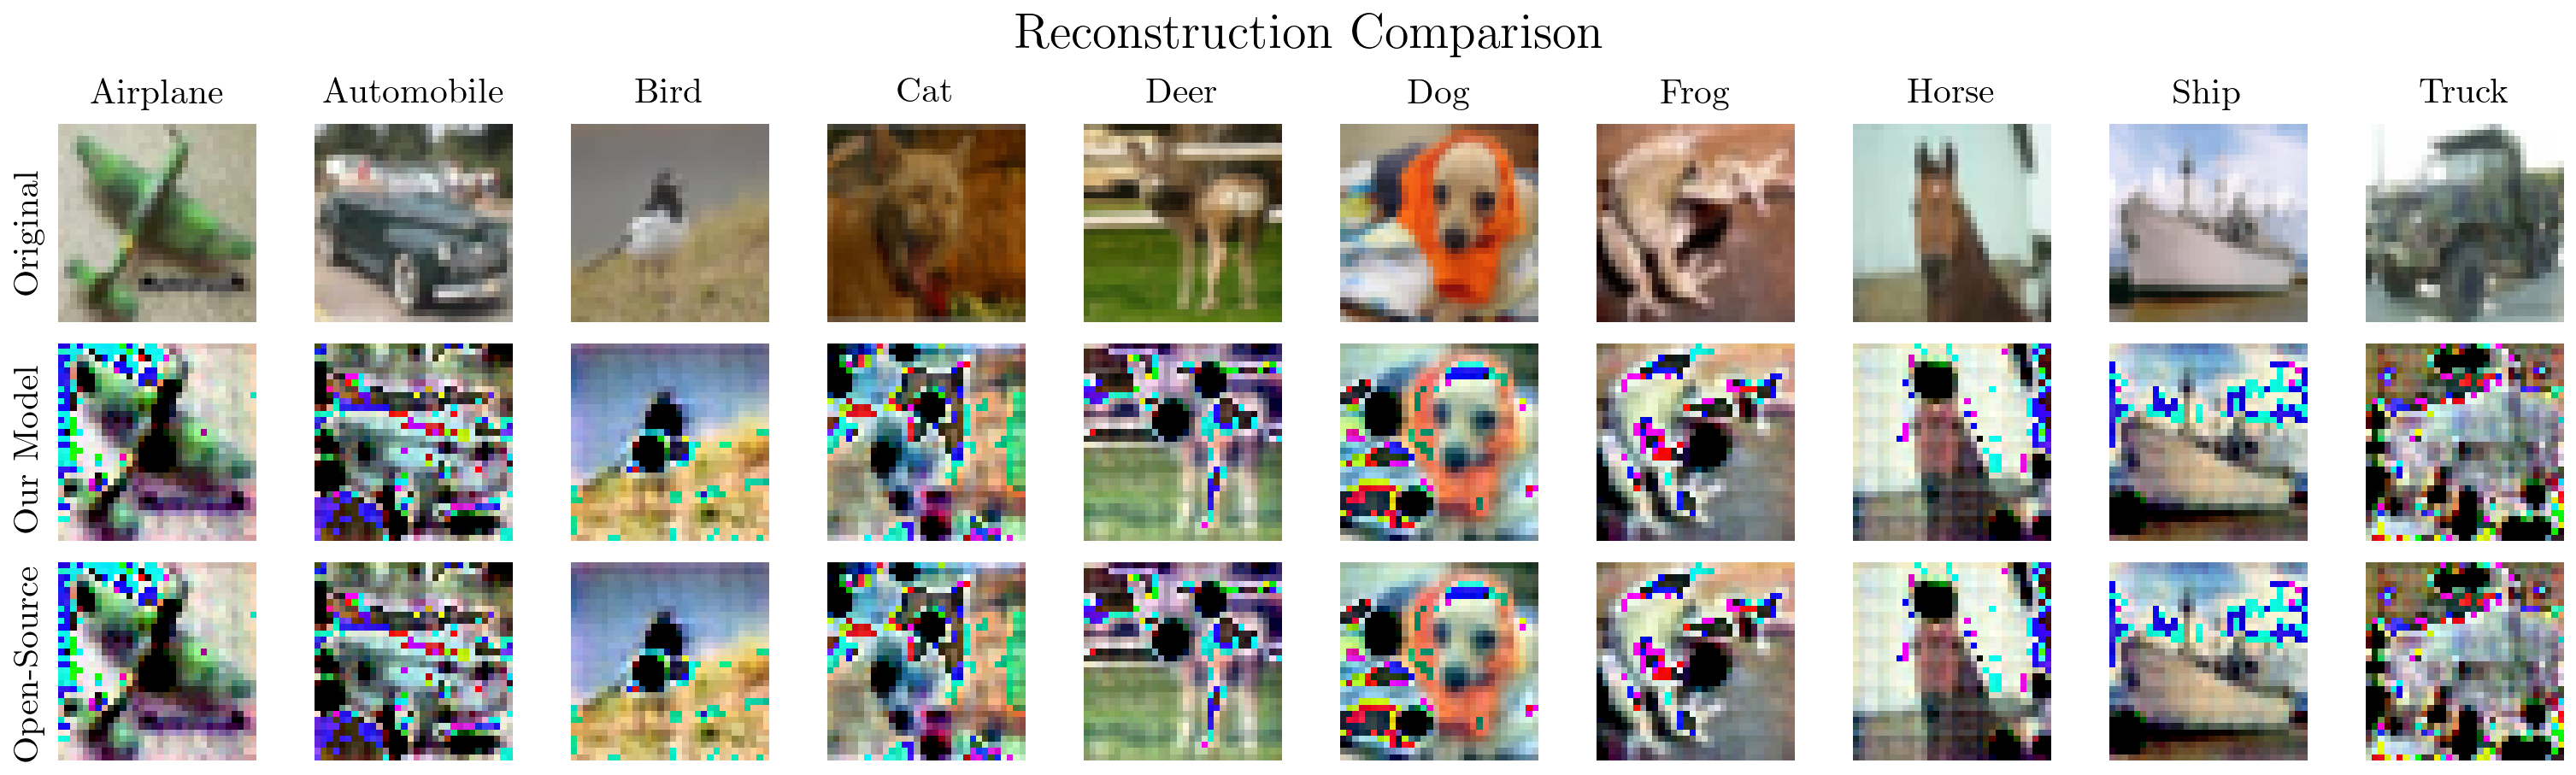 Reconstruction Comparison
Airplane Automobile Bird Cat Deer Dog Frog Horse Ship Truck
Original
Our Model
Open-Source